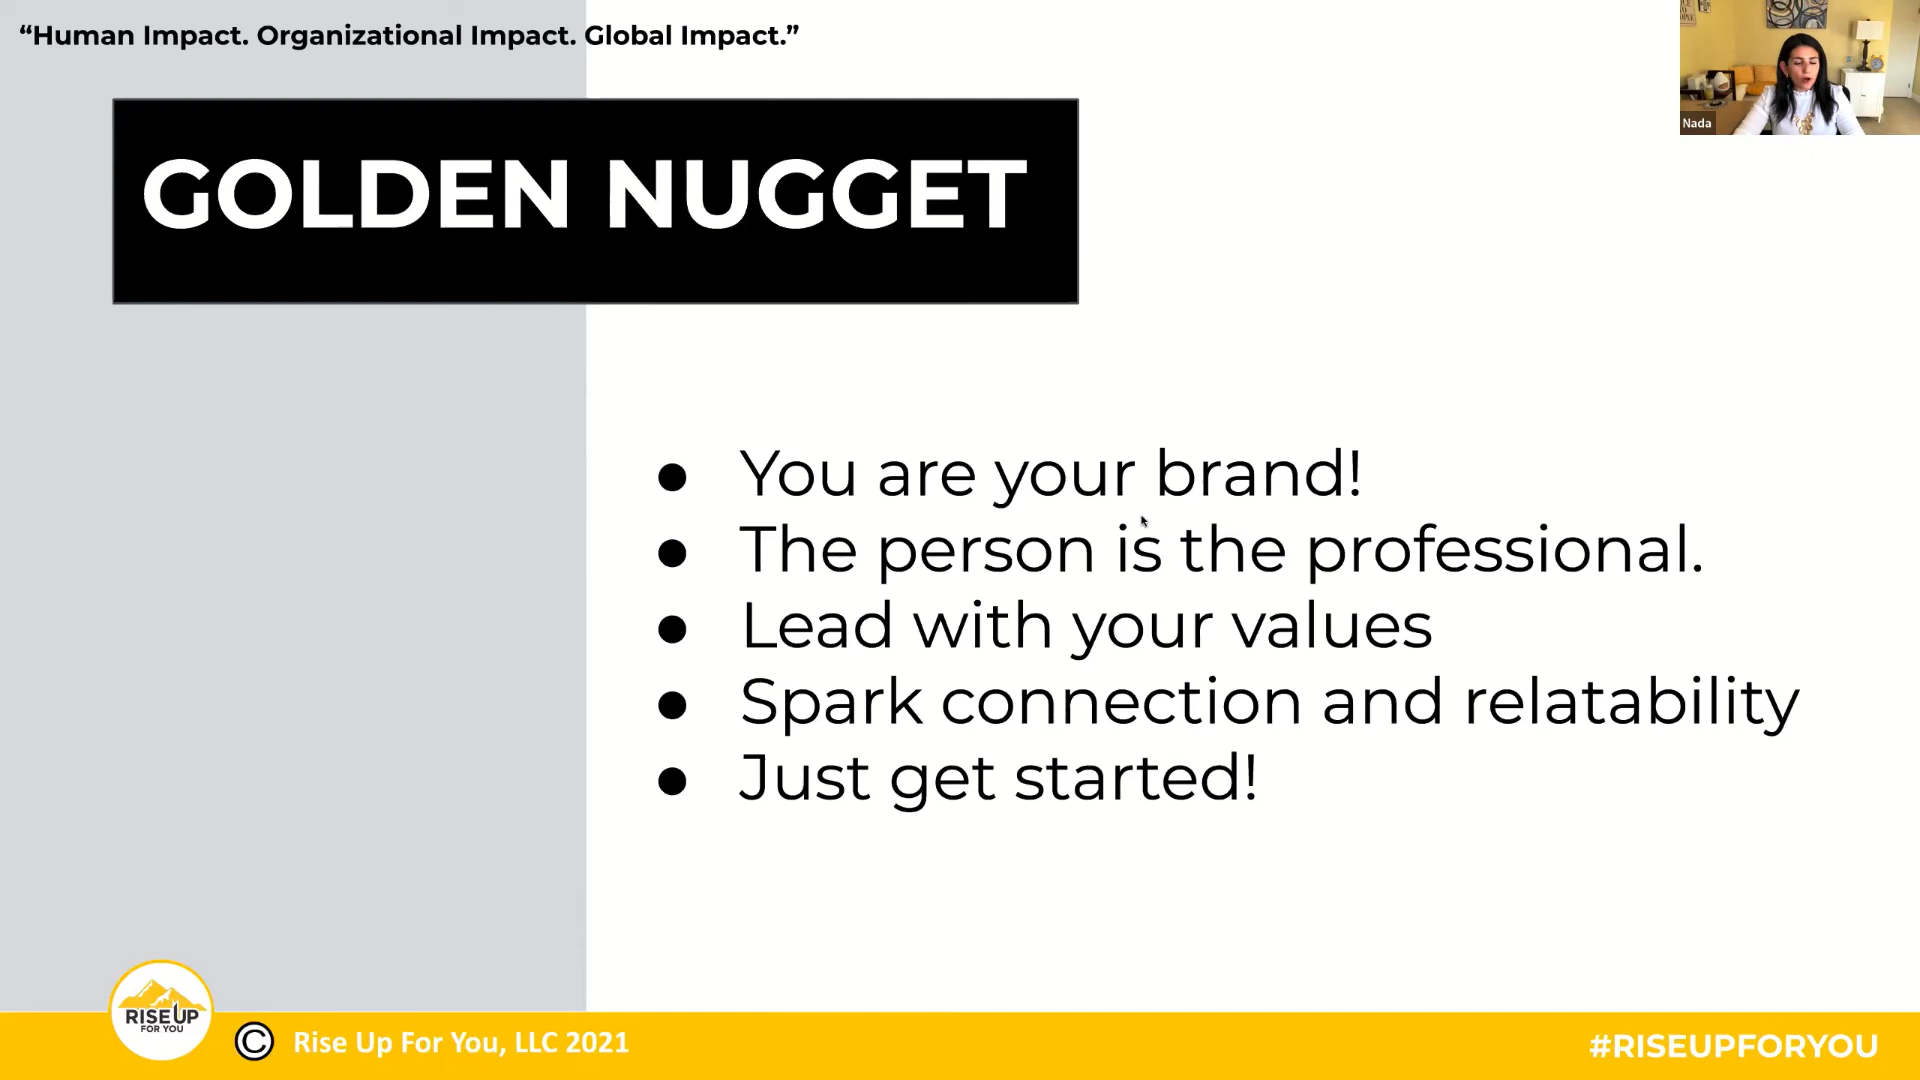 “Human Impact. Organizational Impact. Global Impact.”
Nada
GOLDEN NUGGET
● You are your brand!
● The person is the professional.
● Lead with your values
● Spark connection and relatability
● Just get started!
RISE UP
FOR YOU
© Rise Up For You, LLC 2021
#RISEUPFORYOU